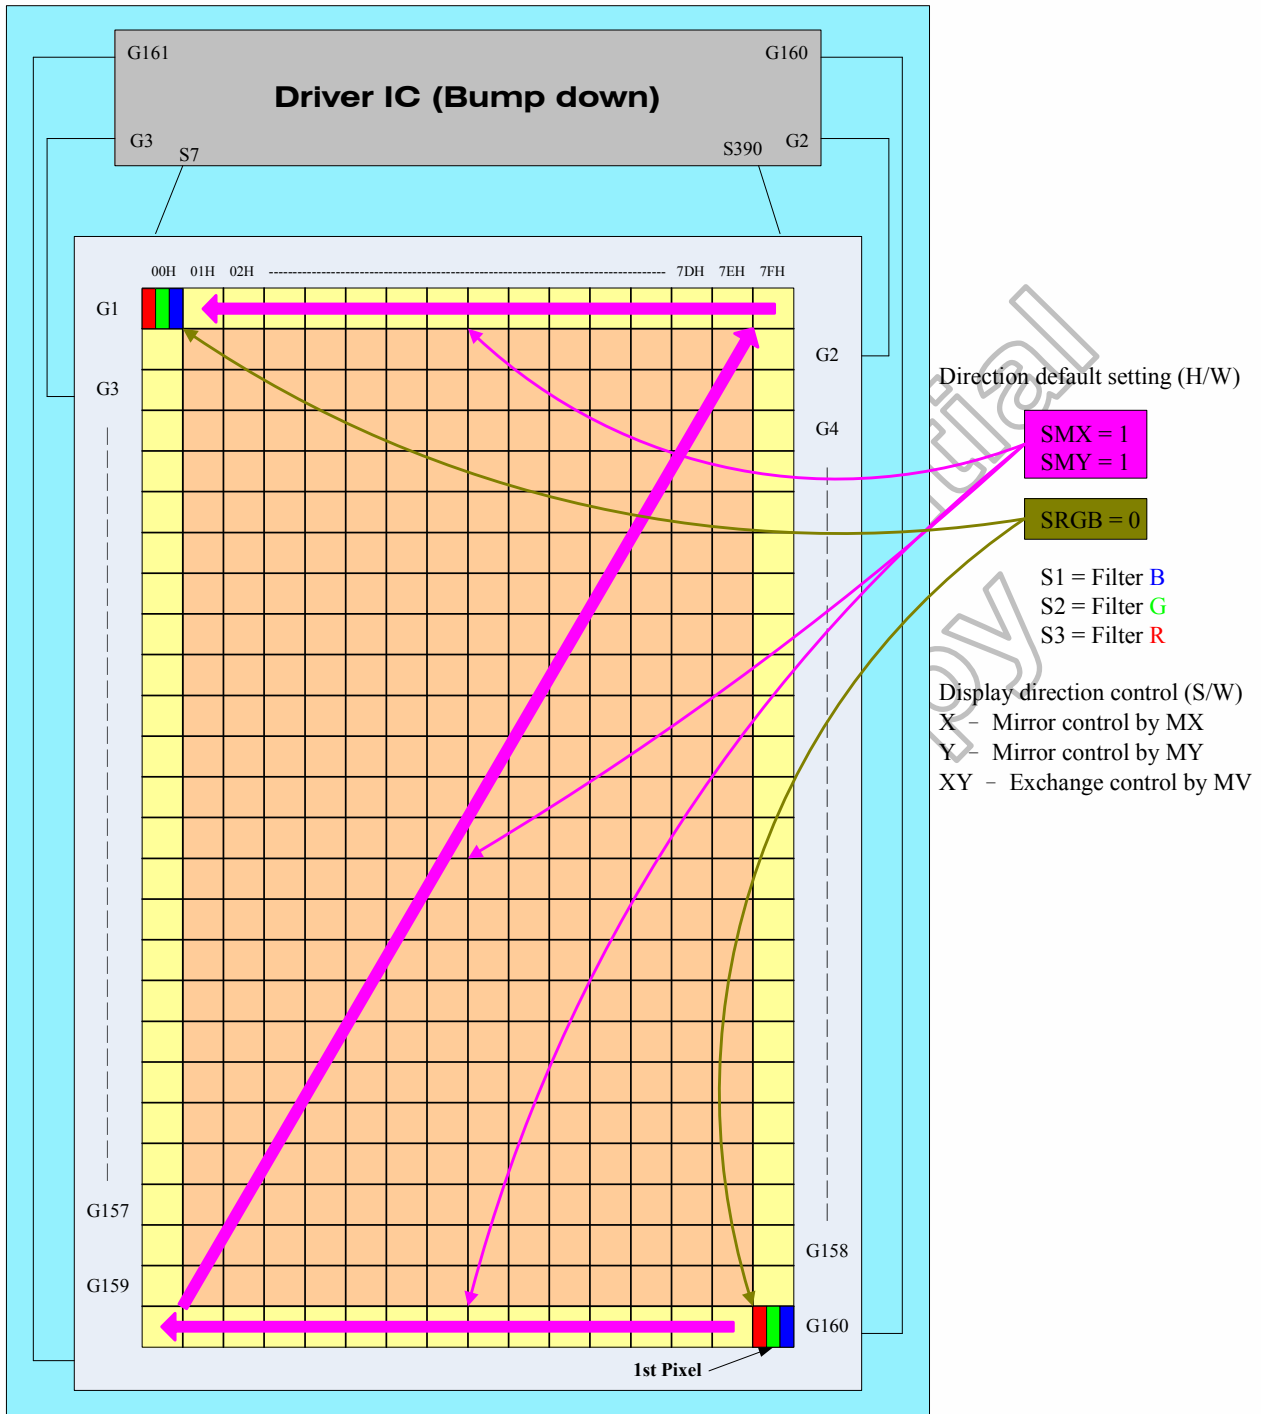 G161
G160
Driver IC (Bump down)
G3
S7
S390
G2
00H 01H 02H 7DH 7EH 7FH
G1
G2
G3
G4
Direction default setting (H/W)
SMX = 1
SMY = 1
SRGB = 0
S1 = Filter B
S2 = Filter G
S3 = Filter R
Display direction control (S/W)
X - Mirror control by MX
Y - Mirror control by MY
XY - Exchange control by MV
G157
G158
G159
G160
1st Pixel